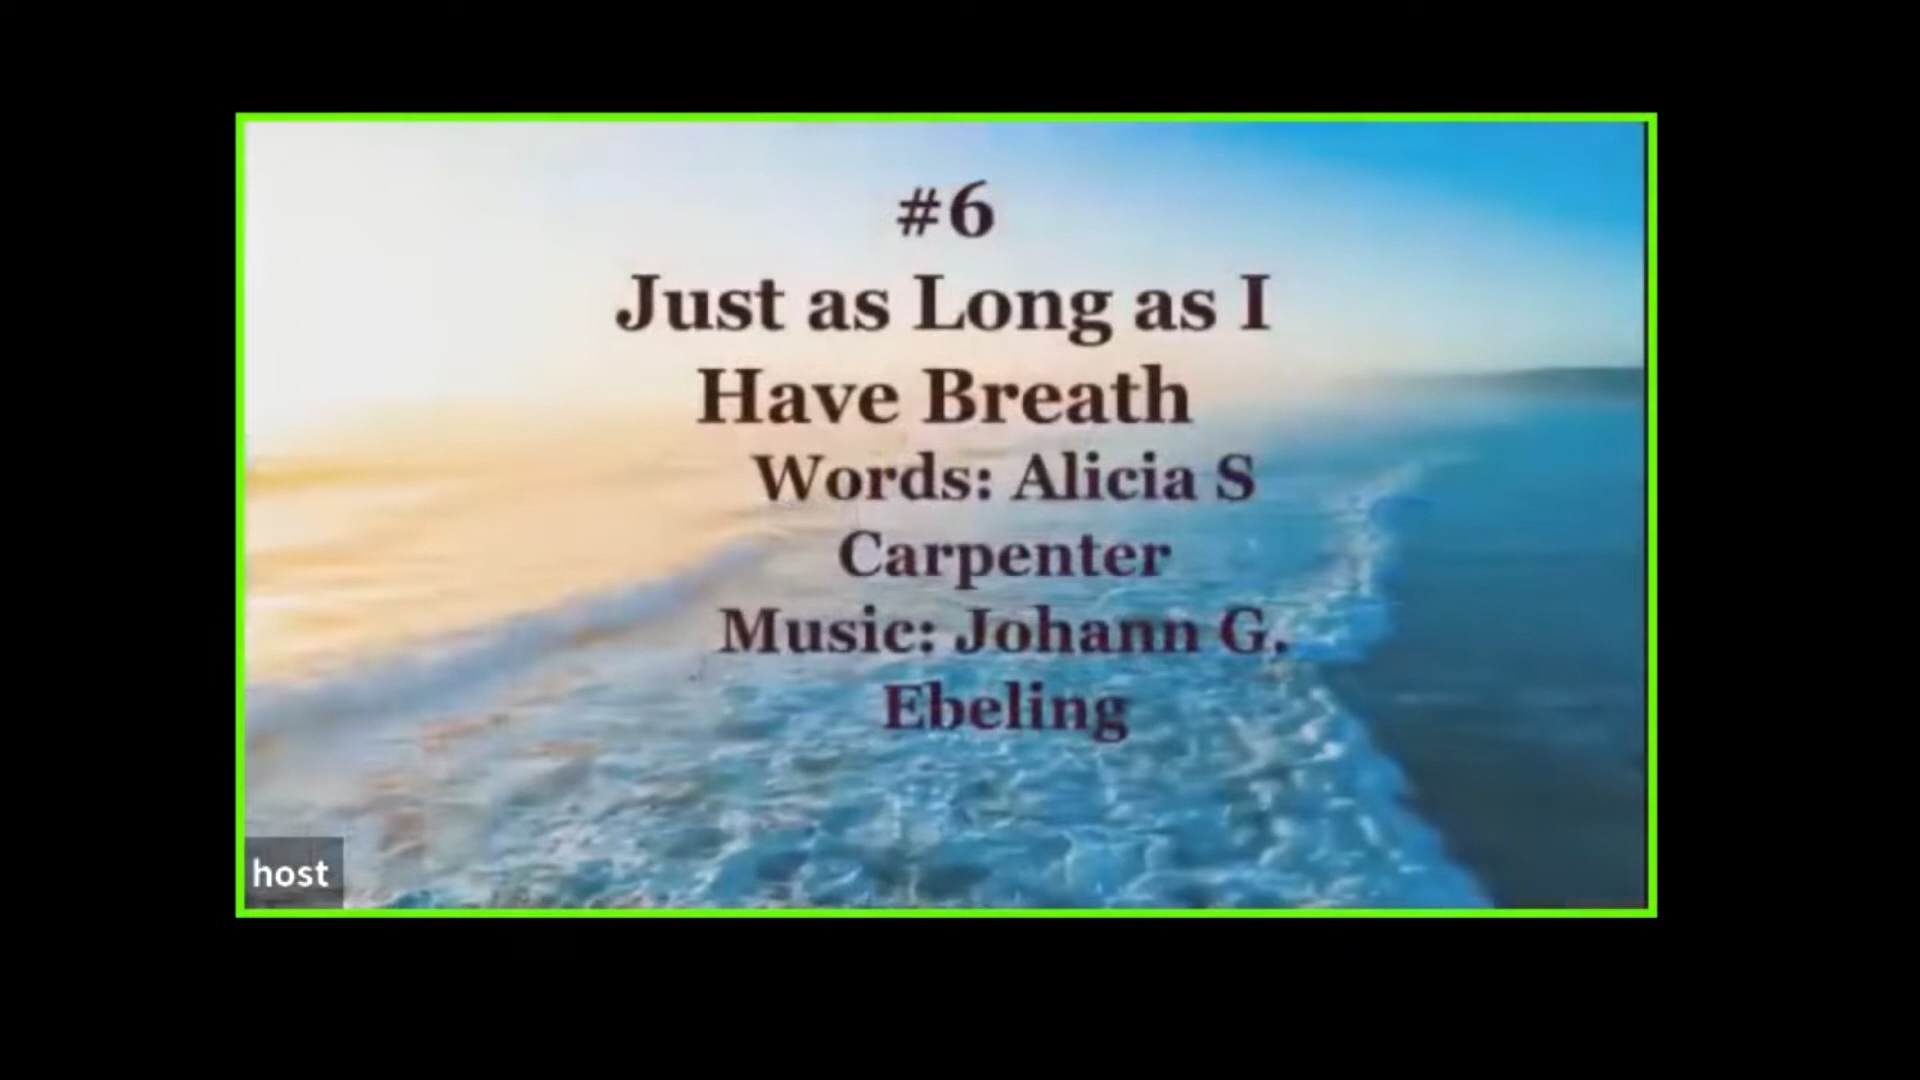 #6
Just as Long as I
Have Breath
Words: Alicia S
Carpenter
Music: Johann G.
Ebeling
host